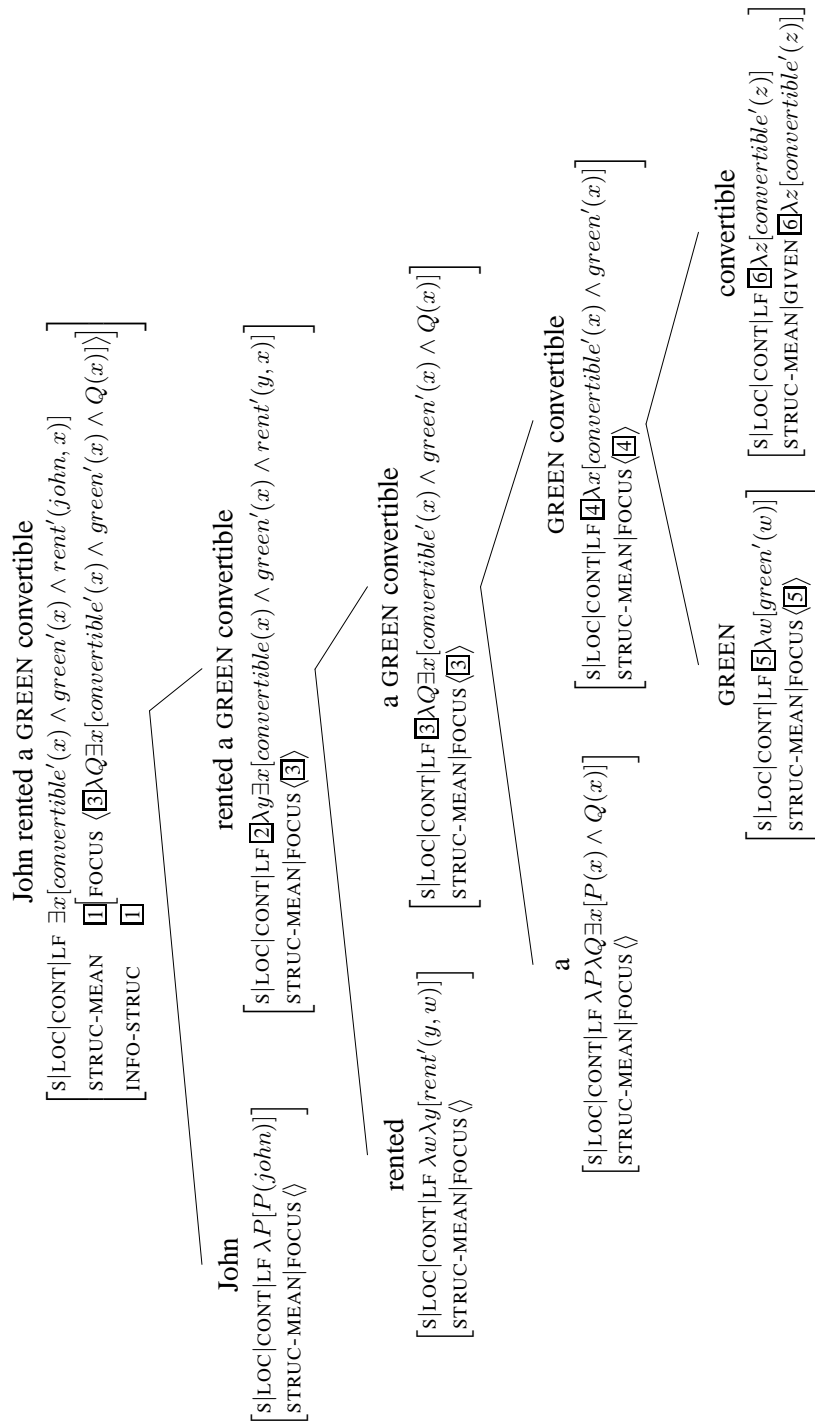 John rented a GREEN convertible
S|LOC|CONT|LF ∃x[convertible′(x) ∧ green′(x) ∧ rent′(john, x)]
STRUC-MEAN [1] [FOCUS ⟨[3]λQ∃x[convertible′(x) ∧ green′(x) ∧ Q(x)]⟩]
INFO-STRUC [1]
John
S|LOC|CONT|LF λP[P(john)]
STRUC-MEAN|FOCUS ⟨⟩
rented a GREEN convertible
S|LOC|CONT|LF [2]λy∃x[convertible(x) ∧ green′(x) ∧ rent′(y, x)]
STRUC-MEAN|FOCUS ⟨[3]⟩
rented
S|LOC|CONT|LF λwλy[rent′(y, w)]
STRUC-MEAN|FOCUS ⟨⟩
a GREEN convertible
S|LOC|CONT|LF [3]λQ∃x[convertible′(x) ∧ green′(x) ∧ Q(x)]
STRUC-MEAN|FOCUS ⟨[3]⟩
a
S|LOC|CONT|LF λPλQ∃x[P(x) ∧ Q(x)]
STRUC-MEAN|FOCUS ⟨⟩
GREEN convertible
S|LOC|CONT|LF [4]λx[convertible′(x) ∧ green′(x)]
STRUC-MEAN|FOCUS ⟨[4]⟩
GREEN
S|LOC|CONT|LF [5]λw[green′(w)]
STRUC-MEAN|FOCUS ⟨[5]⟩
convertible
S|LOC|CONT|LF [6]λz[convertible′(z)]
STRUC-MEAN|GIVEN [6]λz[convertible′(z)]